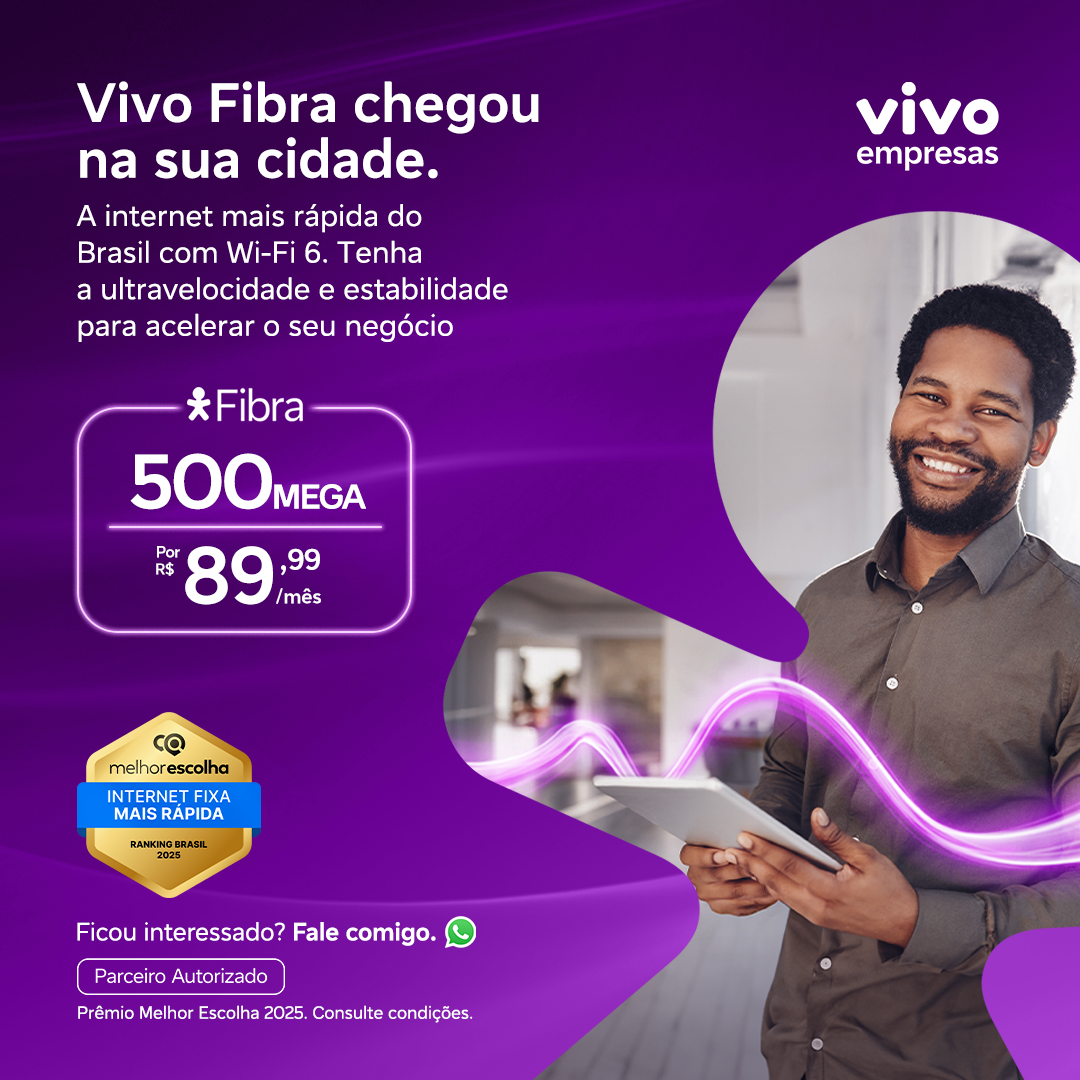 Vivo Fibra chegou
na sua cidade.
vivo
empresas
A internet mais rápida do
Brasil com Wi-Fi 6. Tenha
a ultravelocidade e estabilidade
para acelerar o seu negócio
Fibra
500MEGA
Por
R$ 89,99
/mês
melhorescolha
INTERNET FIXA
MAIS RÁPIDA
RANKING BRASIL
2025
Ficou interessado? Fale comigo.
Parceiro Autorizado
Prêmio Melhor Escolha 2025. Consulte condições.